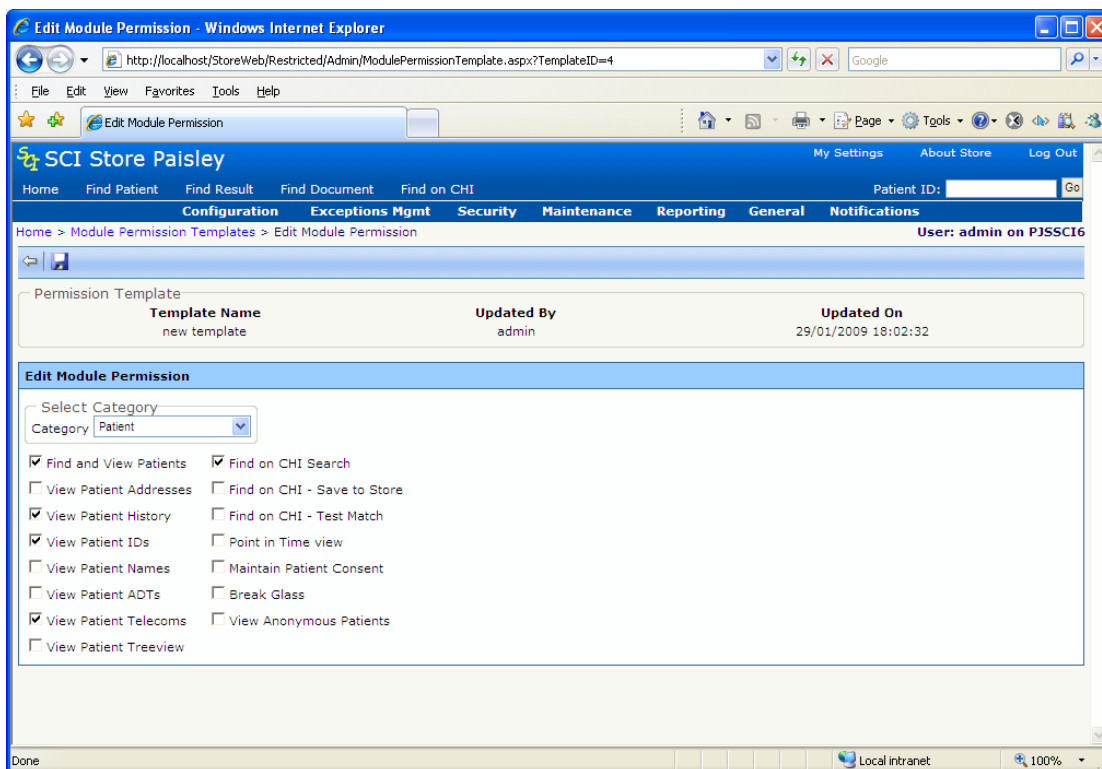 Edit Module Permission - Windows Internet Explorer
http://localhost/StoreWeb/Restricted/Admin/ModulePermissionTemplate.aspx?TemplateID=4
Google
File Edit View Favorites Tools Help
Edit Module Permission
Page Tools
SCI Store Paisley
My Settings About Store Log Out
Home Find Patient Find Result Find Document Find on CHI
Patient ID: Go
Configuration Exceptions Mgmt Security Maintenance Reporting General Notifications
Home > Module Permission Templates > Edit Module Permission
User: admin on PJSSCI6
Permission Template
Template Name Updated By Updated On
new template admin 29/01/2009 18:02:32
Edit Module Permission
Select Category
Category Patient
Find and View Patients Find on CHI Search
View Patient Addresses Find on CHI - Save to Store
View Patient History Find on CHI - Test Match
View Patient IDs Point in Time view
View Patient Names Maintain Patient Consent
View Patient ADTs Break Glass
View Patient Telecoms View Anonymous Patients
View Patient Treeview
Done Local intranet 100%